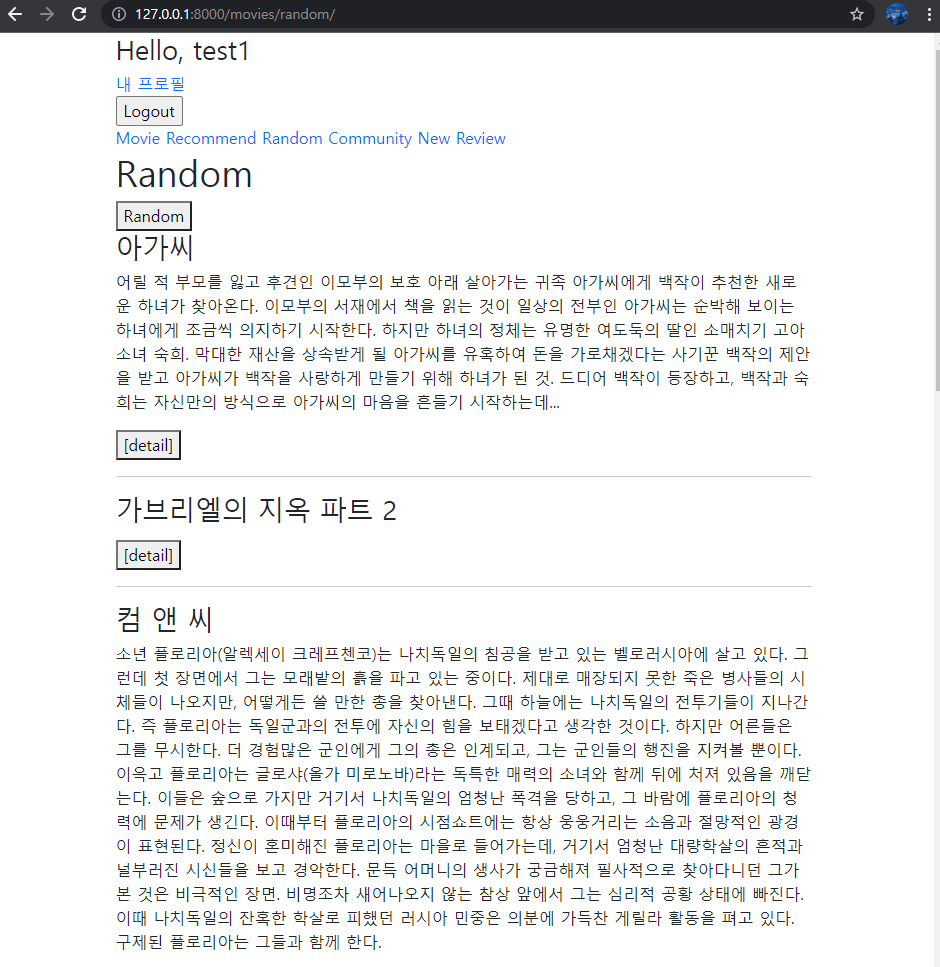 127.0.0.1:8000/movies/random/
Hello, test1
내 프로필
Logout
Movie Recommend Random Community New Review
Random
Random
아가씨
어릴 적 부모를 잃고 후견인 이모부의 보호 아래 살아가는 귀족 아가씨에게 백작이 추천한 새로
운 하녀가 찾아온다. 이모부의 서재에서 책을 읽는 것이 일상의 전부인 아가씨는 순박해 보이는
하녀에게 조금씩 의지하기 시작한다. 하지만 하녀의 정체는 유명한 여도둑의 딸인 소매치기 고아
소녀 숙희. 막대한 재산을 상속받게 될 아가씨를 유혹하여 돈을 가로채겠다는 사기꾼 백작의 제안
을 받고 아가씨가 백작을 사랑하게 만들기 위해 하녀가 된 것. 드디어 백작이 등장하고, 백작과 숙
희는 자신만의 방식으로 아가씨의 마음을 흔들기 시작하는데...
[detail]
가브리엘의 지옥 파트 2
[detail]
컴 앤 씨
소년 플로리아(알렉세이 크레프첸코)는 나치독일의 침공을 받고 있는 벨로러시아에 살고 있다. 그
런데 첫 장면에서 그는 모래밭의 흙을 파고 있는 중이다. 제대로 매장되지 못한 죽은 병사들의 시
체들이 나오지만, 어떻게든 쓸 만한 총을 찾아낸다. 그때 하늘에는 나치독일의 전투기들이 지나간
다. 즉 플로리아는 독일군과의 전투에 자신의 힘을 보태겠다고 생각한 것이다. 하지만 어른들은
그를 무시한다. 더 경험많은 군인에게 그의 총은 인계되고, 그는 군인들의 행진을 지켜볼 뿐이다.
이윽고 플로리아는 글로샤(올가 미로노바)라는 독특한 매력의 소녀와 함께 뒤에 처져 있음을 깨닫
는다. 이들은 숲으로 가지만 거기서 나치독일의 엄청난 폭격을 당하고, 그 바람에 플로리아의 청
력에 문제가 생긴다. 이때부터 플로리아의 시점쇼트에는 항상 웅웅거리는 소음과 절망적인 광경
이 표현된다. 정신이 혼미해진 플로리아는 마을로 들어가는데, 거기서 엄청난 대량학살의 흔적과
널부러진 시신들을 보고 경악한다. 문득 어머니의 생사가 궁금해져 필사적으로 찾아다니던 그가
본 것은 비극적인 장면. 비명조차 새어나오지 않는 참상 앞에서 그는 심리적 공황 상태에 빠진다.
이때 나치독일의 잔혹한 학살로 피했던 러시아 민중은 의분에 가득찬 게릴라 활동을 펴고 있다.
구제된 플로리아는 그들과 함께 한다.